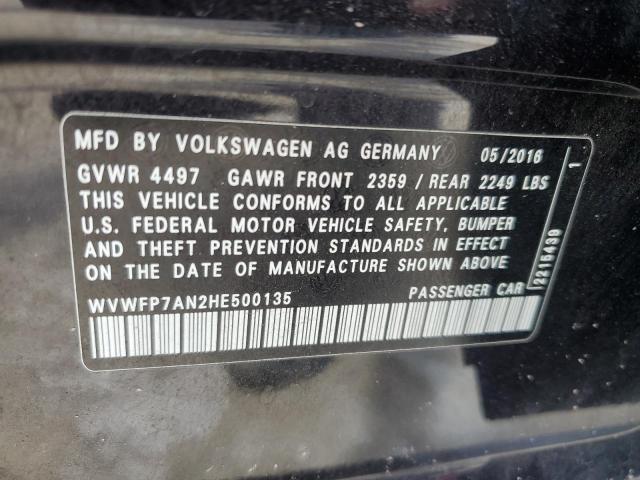 MFD BY VOLKSWAGEN AG GERMANY 05/2016
GVWR 4497 GAWR FRONT 2359 / REAR 2249 LBS
THIS VEHICLE CONFORMS TO ALL APPLICABLE
U.S. FEDERAL MOTOR VEHICLE SAFETY, BUMPER
AND THEFT PREVENTION STANDARDS IN EFFECT
ON THE DATE OF MANUFACTURE SHOWN ABOVE
WVWFP7AN2HE500135 PASSENGER CAR
2215439 1